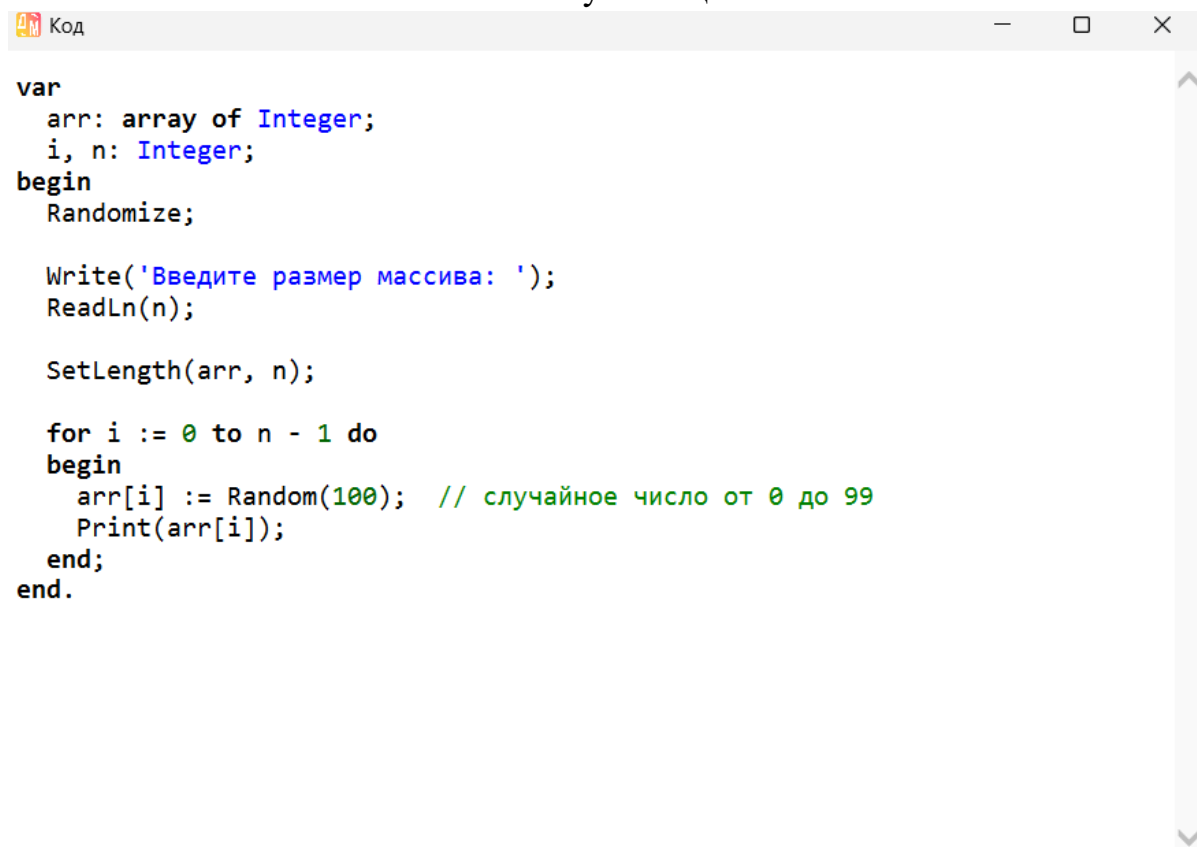 Код
var
  arr: array of Integer;
  i, n: Integer;
begin
  Randomize;

  Write('Введите размер массива: ');
  ReadLn(n);

  SetLength(arr, n);

  for i := 0 to n - 1 do
  begin
    arr[i] := Random(100);  // случайное число от 0 до 99
    Print(arr[i]);
  end;
end.